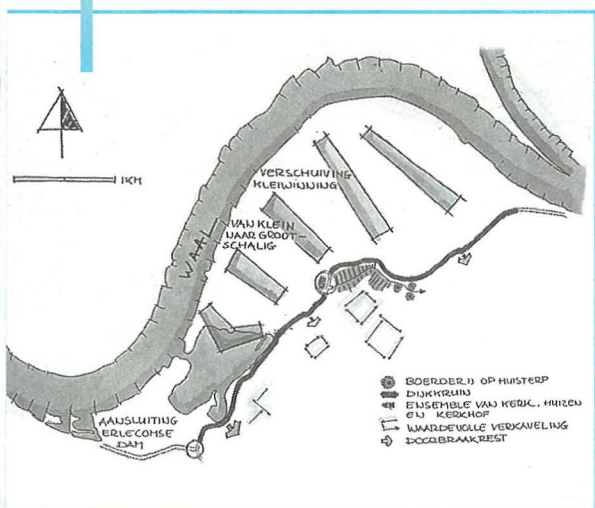 1KM
VERSCHUIVING
KLEIWINNING
VAN KLEIN
NAAR GROOT-
SCHALIG
WAAL
AANSLUITING
ERLECOMSE
DAM
BOERDERIJ OP HUISTERP
DIJKKRUIN
ENSEMBLE VAN KERK, HUIZEN
EN KERKHOF
WAARDEVOLLE VERKAVELING
DOORBRAAKREST